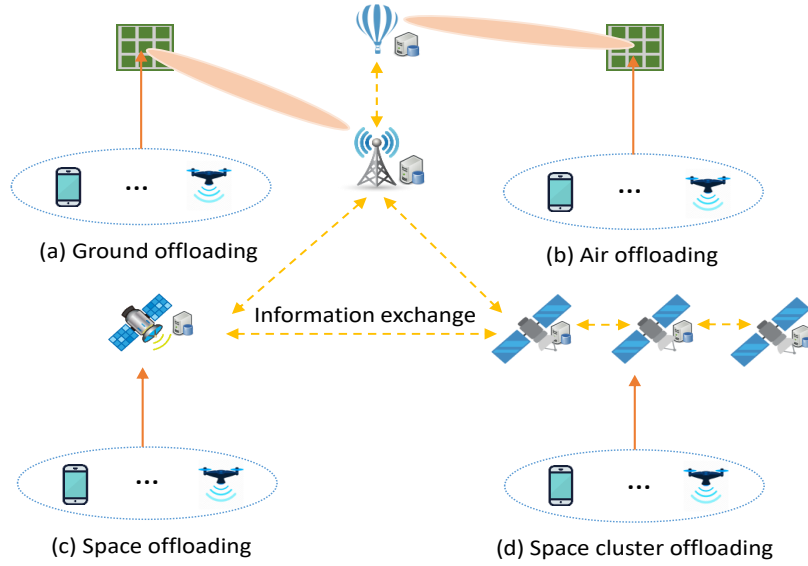 (a) Ground offloading
(b) Air offloading
Information exchange
(c) Space offloading
(d) Space cluster offloading